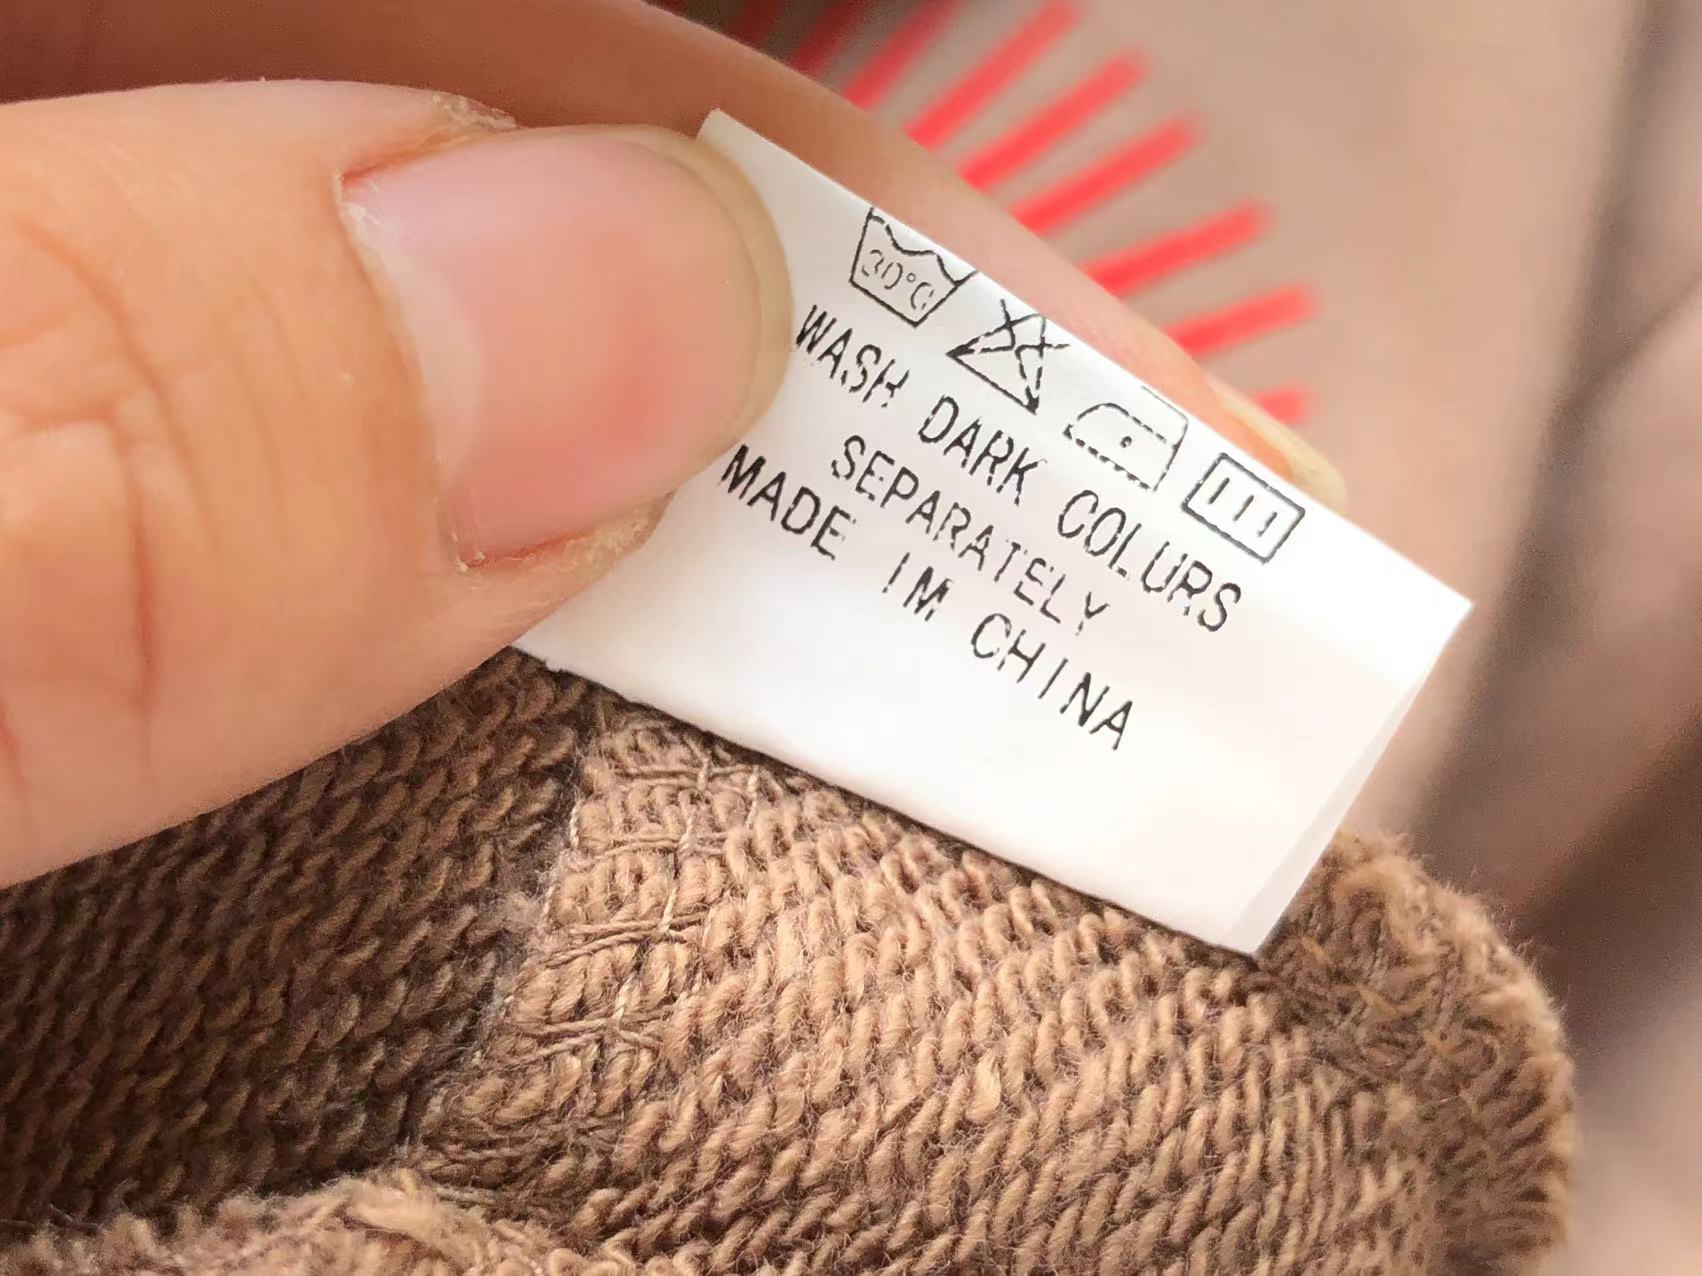 30°C
WASH DARK COLURS
SEPARATELY
MADE IM CHINA